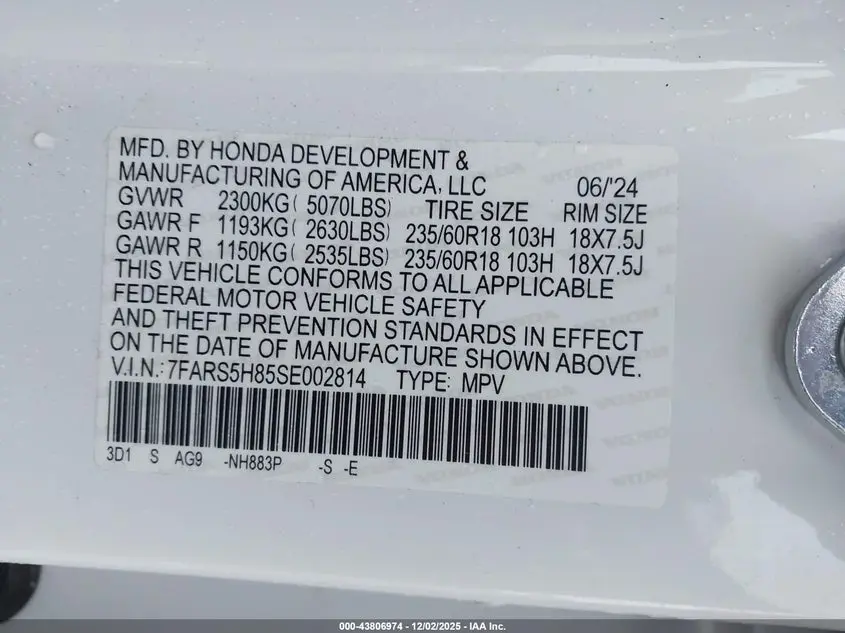 MFD. BY HONDA DEVELOPMENT &
MANUFACTURING OF AMERICA, LLC 06/'24
GVWR 2300KG( 5070LBS) TIRE SIZE RIM SIZE
GAWR F 1193KG( 2630LBS) 235/60R18 103H 18X7.5J
GAWR R 1150KG( 2535LBS) 235/60R18 103H 18X7.5J
THIS VEHICLE CONFORMS TO ALL APPLICABLE
FEDERAL MOTOR VEHICLE SAFETY
AND THEFT PREVENTION STANDARDS IN EFFECT
ON THE DATE OF MANUFACTURE SHOWN ABOVE.
V.I.N.:7FARS5H85SE002814 TYPE: MPV
3D1 S AG9 -NH883P -S -E
000-43806974 - 12/02/2025 - IAA Inc.